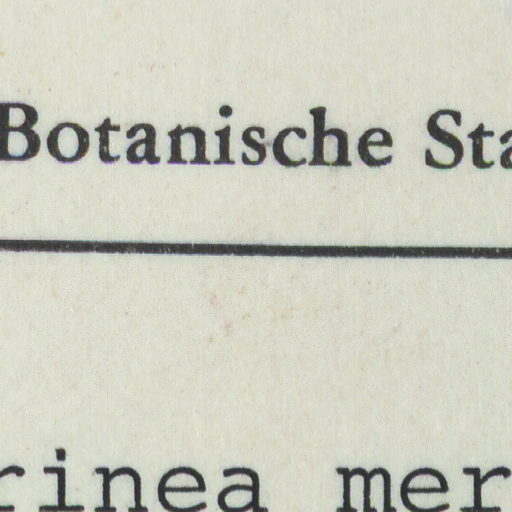 Botanische Sta
rinea mer